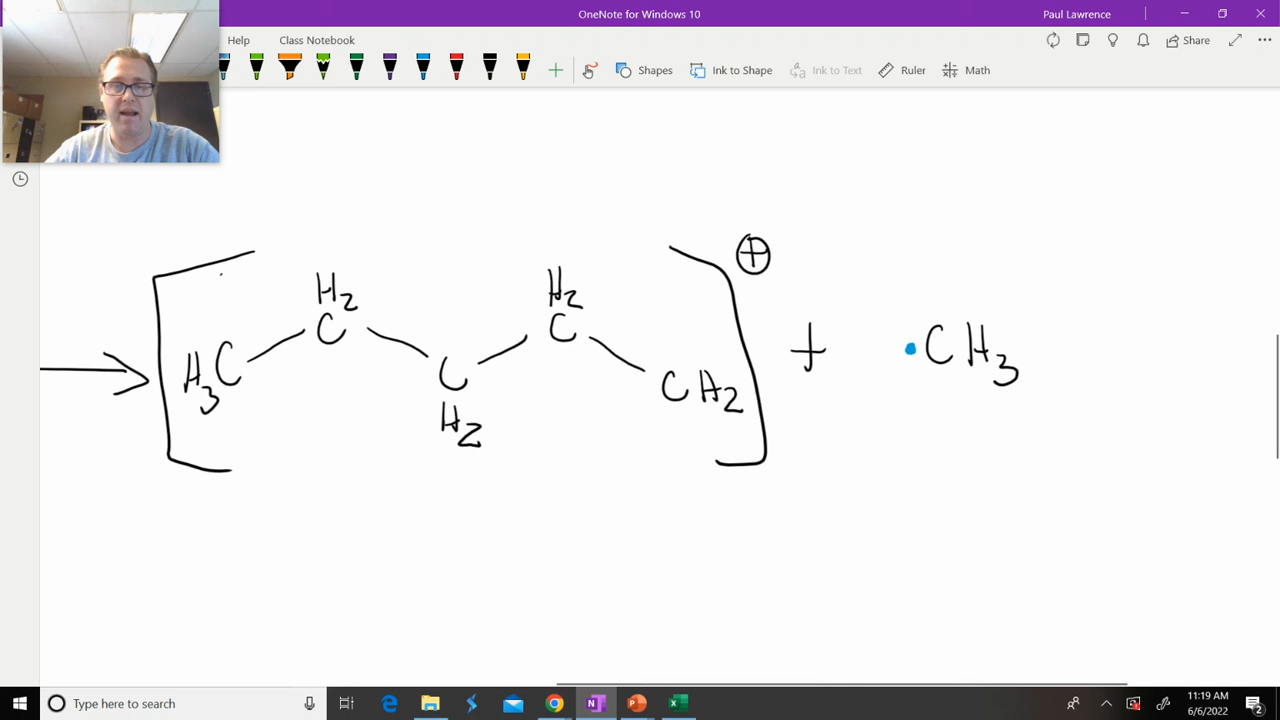 OneNote for Windows 10
Paul Lawrence
Help
Class Notebook
Share
Shapes
Ink to Shape
Ink to Text
Ruler
Math
H3C
H2
C
C
H2
H2
C
CH2
+
+
•CH3
Type here to search
11:19 AM
6/6/2022
2